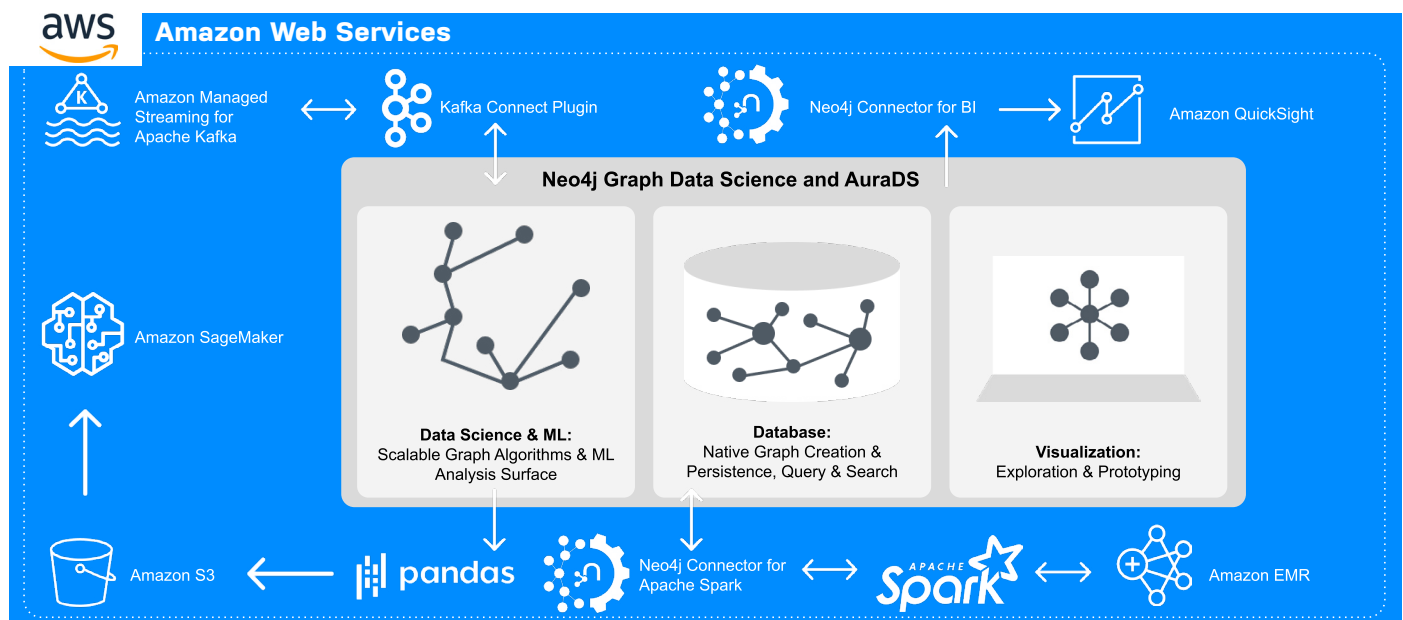 aws
Amazon Web Services
K
Amazon Managed
Streaming for
Apache Kafka
Kafka Connect Plugin
n
Neo4j Connector for BI
Amazon QuickSight
Neo4j Graph Data Science and AuraDS
Amazon SageMaker
Data Science & ML:
Scalable Graph Algorithms & ML
Analysis Surface
Database:
Native Graph Creation &
Persistence, Query & Search
Visualization:
Exploration & Prototyping
Amazon S3
pandas
n
Neo4j Connector for
Apache Spark
APACHE
Spark
Amazon EMR